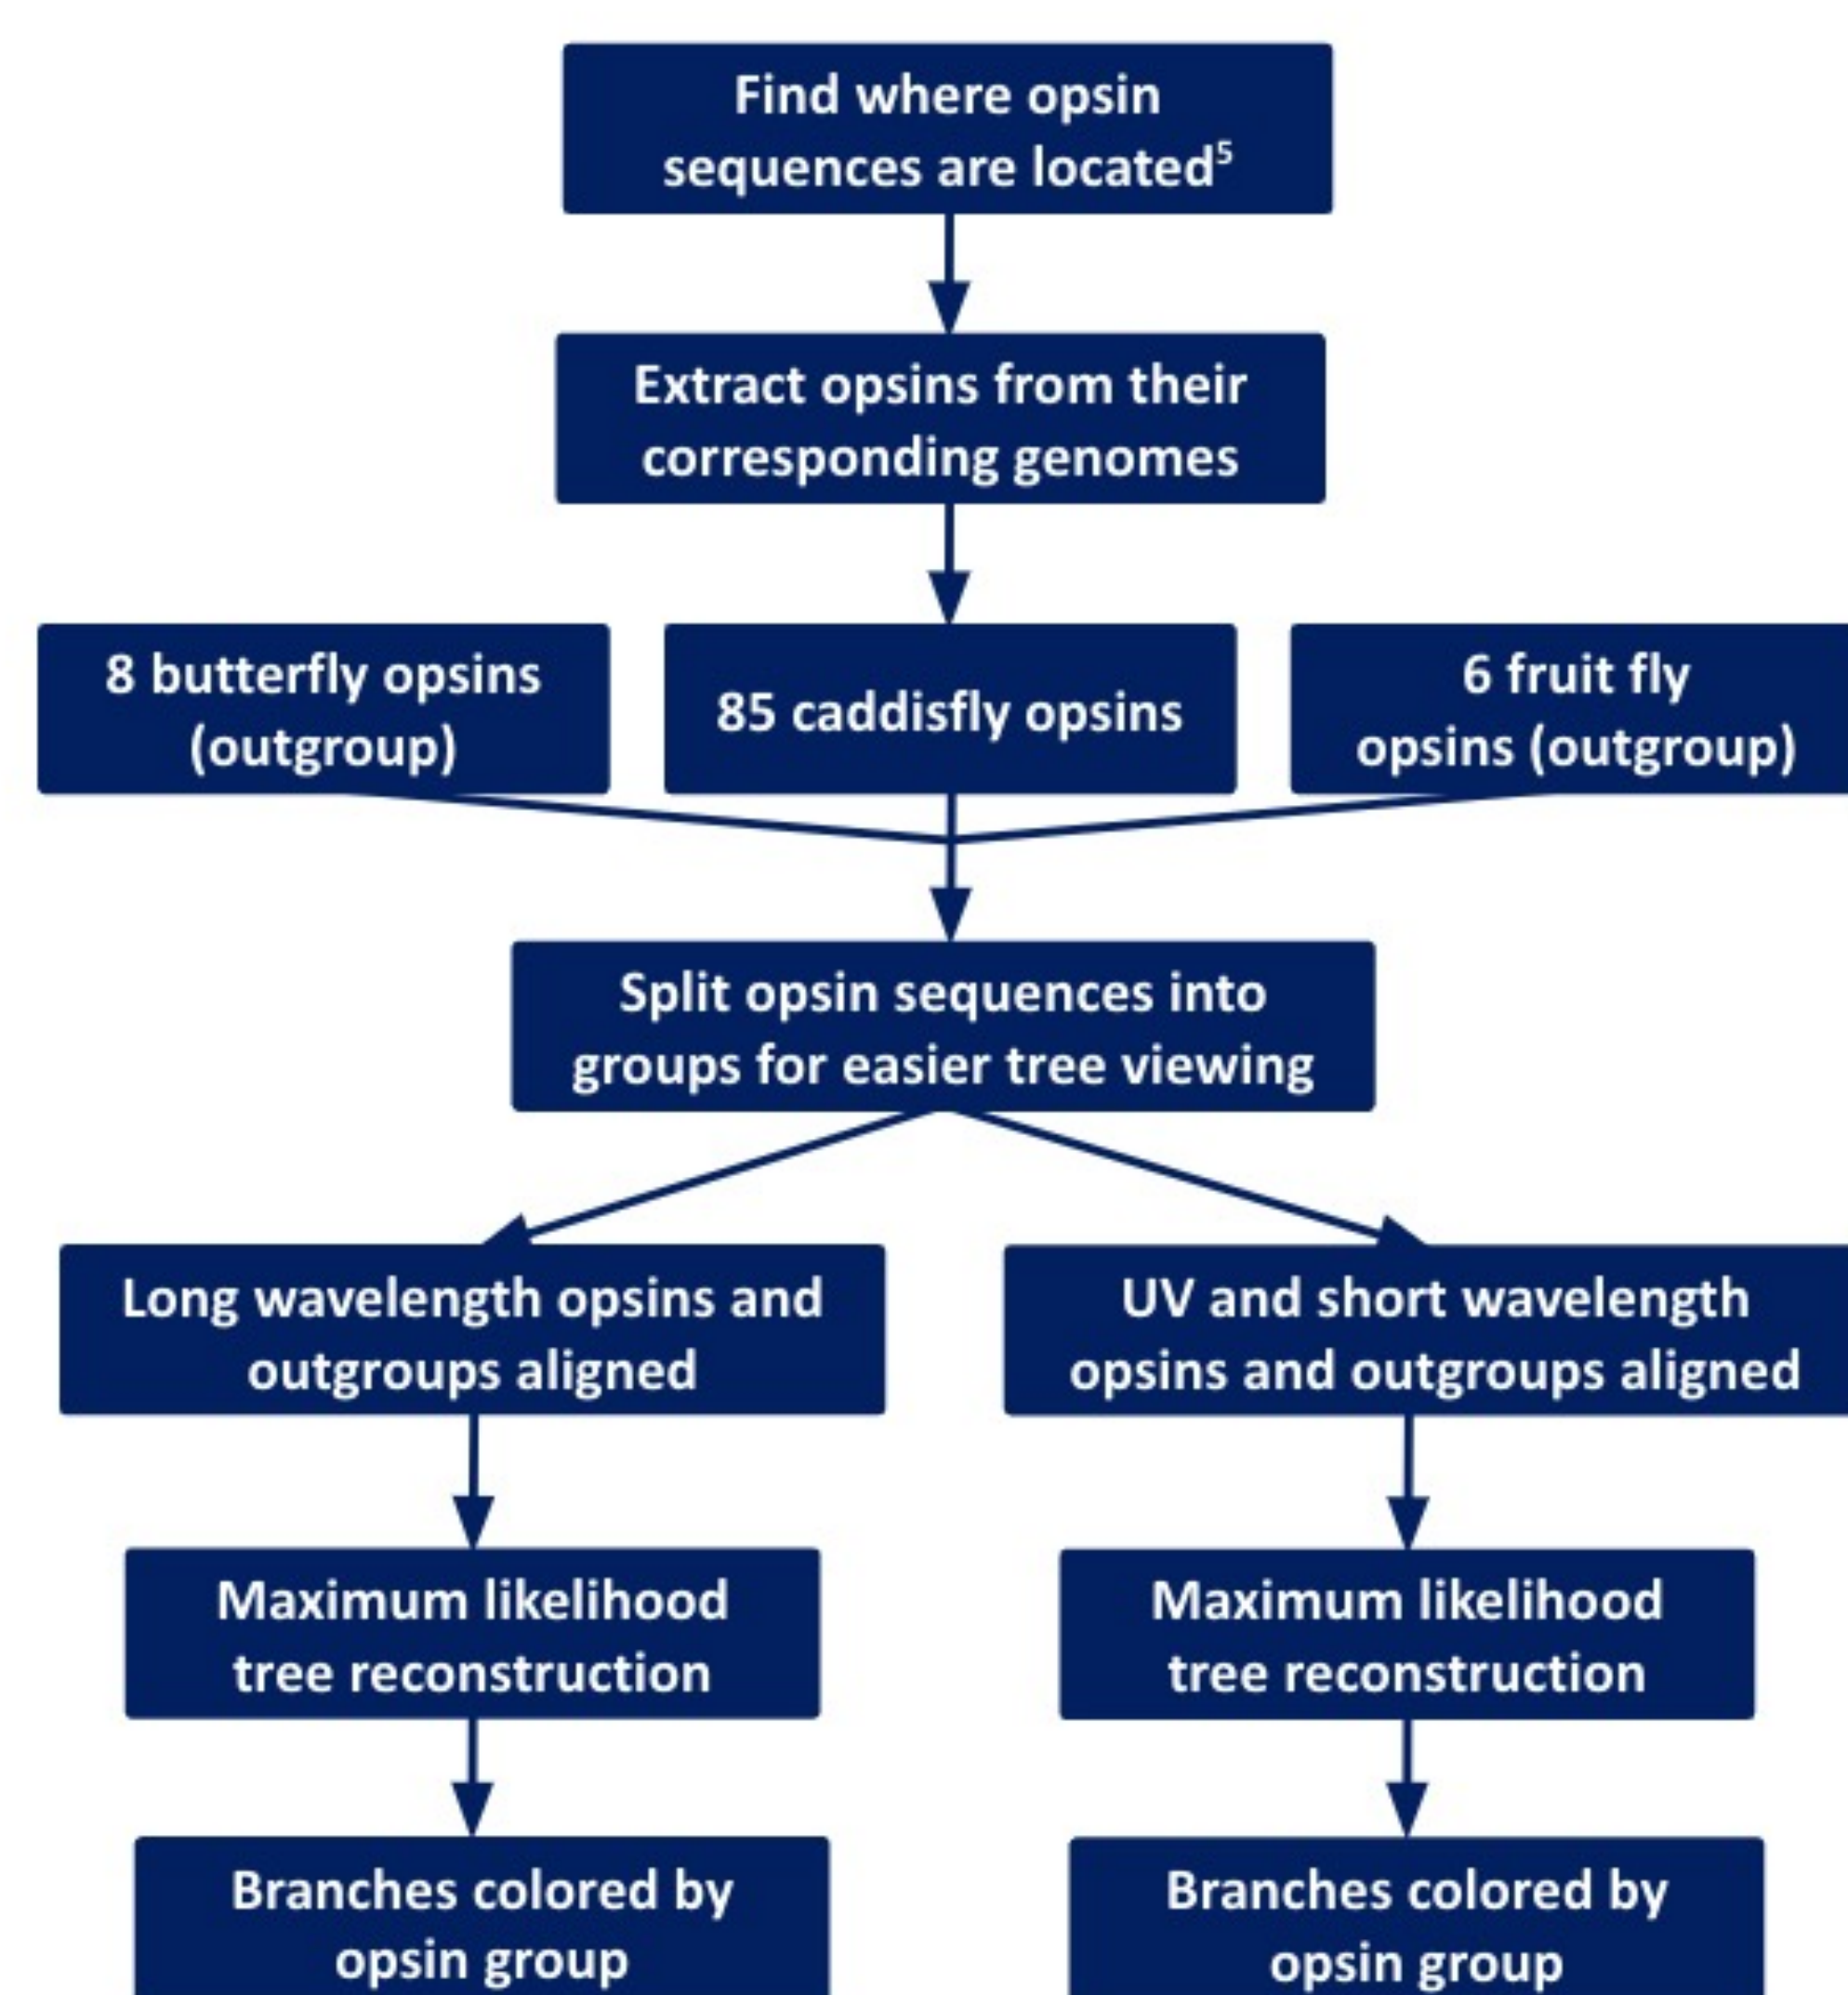 Find where opsin
sequences are located⁵
Extract opsins from their
corresponding genomes
8 butterfly opsins
(outgroup)
85 caddisfly opsins
6 fruit fly
opsins (outgroup)
Split opsin sequences into
groups for easier tree viewing
Long wavelength opsins and
outgroups aligned
UV and short wavelength
opsins and outgroups aligned
Maximum likelihood
tree reconstruction
Maximum likelihood
tree reconstruction
Branches colored by
opsin group
Branches colored by
opsin group